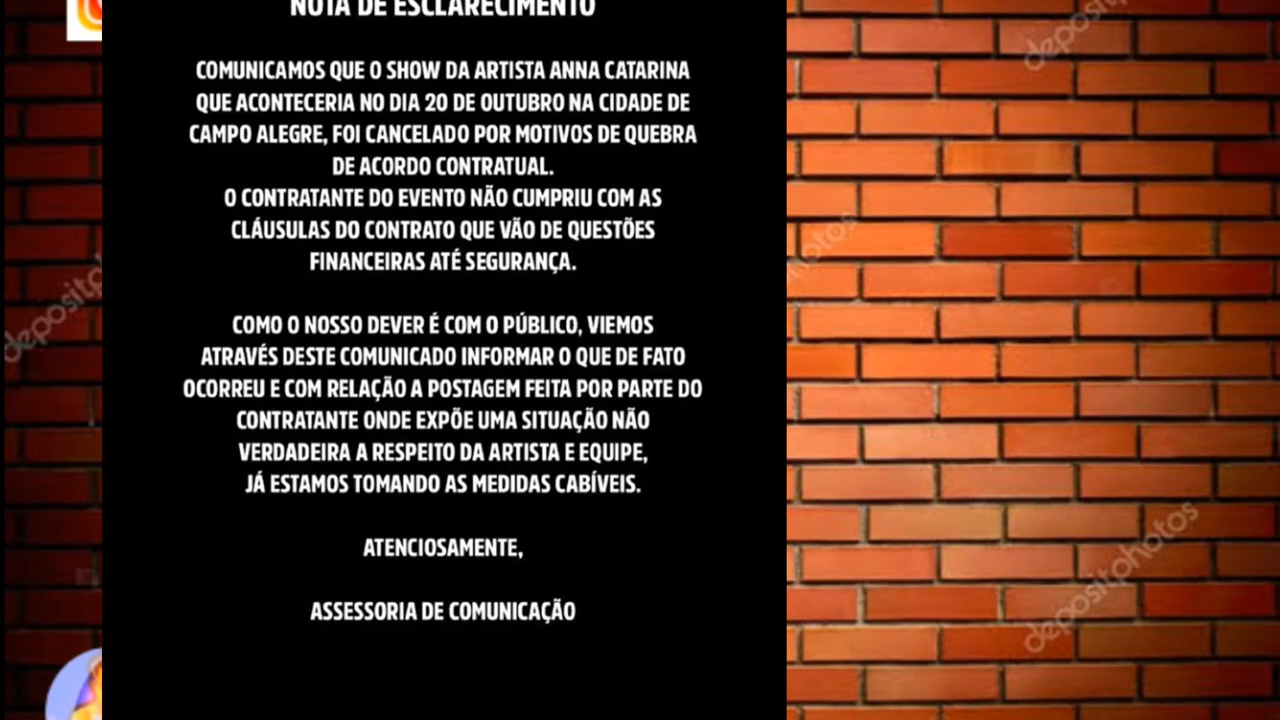 NOTA DE ESCLARECIMENTO
COMUNICAMOS QUE O SHOW DA ARTISTA ANNA CATARINA
QUE ACONTECERIA NO DIA 20 DE OUTUBRO NA CIDADE DE
CAMPO ALEGRE, FOI CANCELADO POR MOTIVOS DE QUEBRA
DE ACORDO CONTRATUAL.
O CONTRATANTE DO EVENTO NÃO CUMPRIU COM AS
CLÁUSULAS DO CONTRATO QUE VÃO DE QUESTÕES
FINANCEIRAS ATÉ SEGURANÇA.
COMO O NOSSO DEVER É COM O PÚBLICO, VIEMOS
ATRAVÉS DESTE COMUNICADO INFORMAR O QUE DE FATO
OCORREU E COM RELAÇÃO A POSTAGEM FEITA POR PARTE DO
CONTRATANTE ONDE EXPÕE UMA SITUAÇÃO NÃO
VERDADEIRA A RESPEITO DA ARTISTA E EQUIPE,
JÁ ESTAMOS TOMANDO AS MEDIDAS CABÍVEIS.
ATENCIOSAMENTE,
ASSESSORIA DE COMUNICAÇÃO
depositphotos
depositphotos